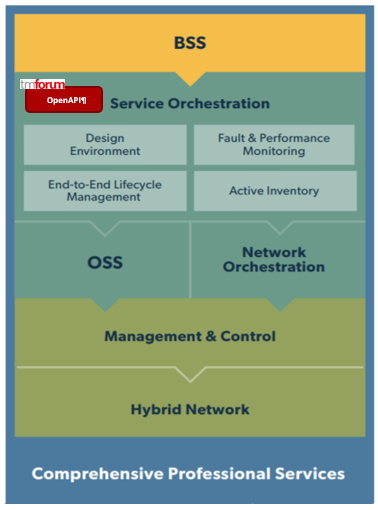 BSS
tmforum
OpenAPI¶
Service Orchestration
Design
Environment
Fault & Performance
Monitoring
End-to-End Lifecycle
Management
Active Inventory
OSS
Network
Orchestration
Management & Control
Hybrid Network
Comprehensive Professional Services